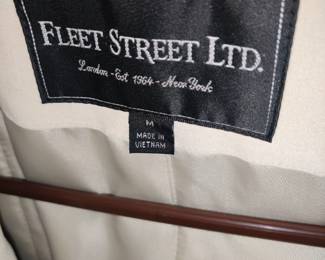 FLEET STREET LTD.
London - Est 1964 - New York
M
MADE IN
VIETNAM